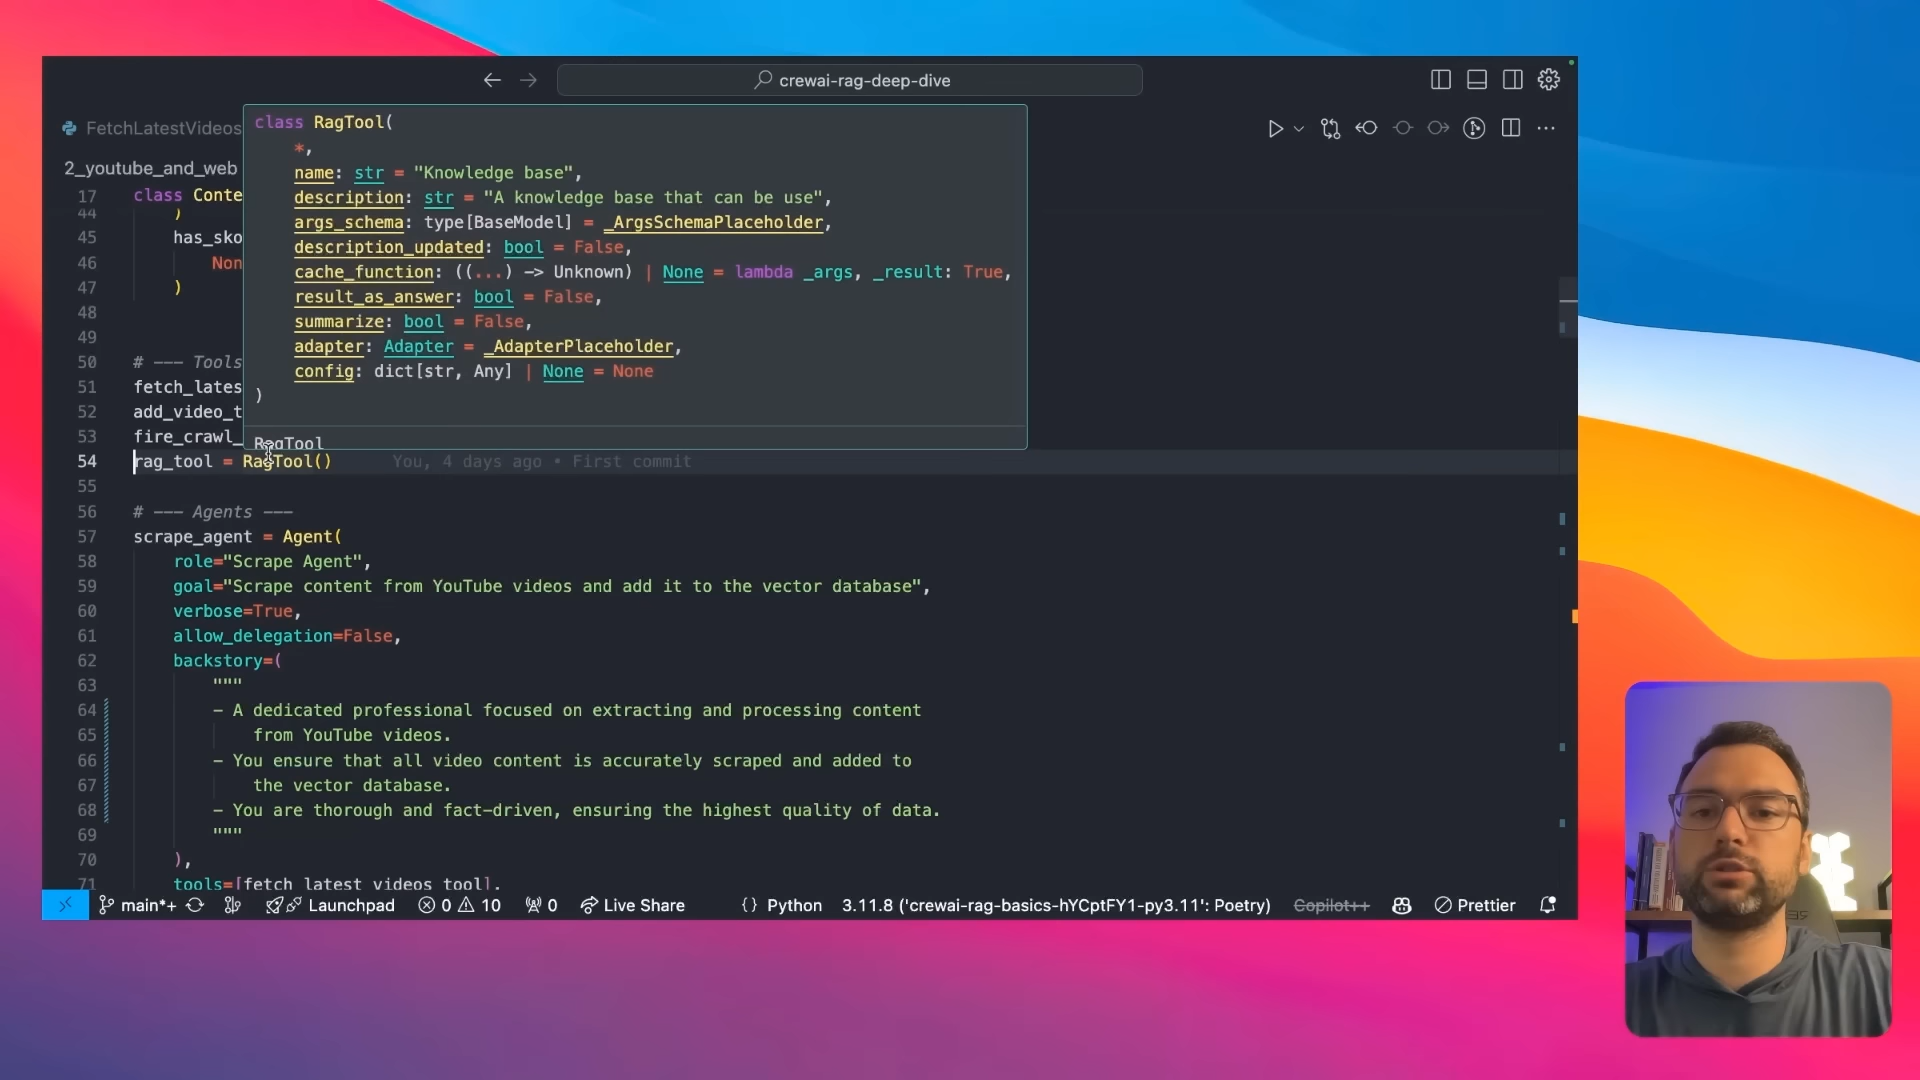 crewai-rag-deep-dive
FetchLatestVideos
2_youtube_and_web
class RagTool(
*,
name: str = "Knowledge base",
description: str = "A knowledge base that can be use",
args_schema: type[BaseModel] = _ArgsSchemaPlaceholder,
description_updated: bool = False,
cache_function: ((...) -> Unknown) | None = lambda _args, _result: True,
result_as_answer: bool = False,
summarize: bool = False,
adapter: Adapter = _AdapterPlaceholder,
config: dict[str, Any] | None = None
)
RagTool
17 class Conte
44 )
45 has_sko
46 Non
47 )
48
49
50 # --- Tools
51 fetch_lates
52 add_video_t
53 fire_crawl_
54 rag_tool = RagTool() You, 4 days ago • First commit
55
56 # --- Agents ---
57 scrape_agent = Agent(
58 role="Scrape Agent",
59 goal="Scrape content from YouTube videos and add it to the vector database",
60 verbose=True,
61 allow_delegation=False,
62 backstory=(
63 """
64 - A dedicated professional focused on extracting and processing content
65 from YouTube videos.
66 - You ensure that all video content is accurately scraped and added to
67 the vector database.
68 - You are thorough and fact-driven, ensuring the highest quality of data.
69 """
70 ),
71 tools=[fetch_latest_videos_tool],
main*+ Launchpad 0 10 0 Live Share {} Python 3.11.8 ('crewai-rag-basics-hYCptFY1-py3.11': Poetry) Copilot++ Prettier